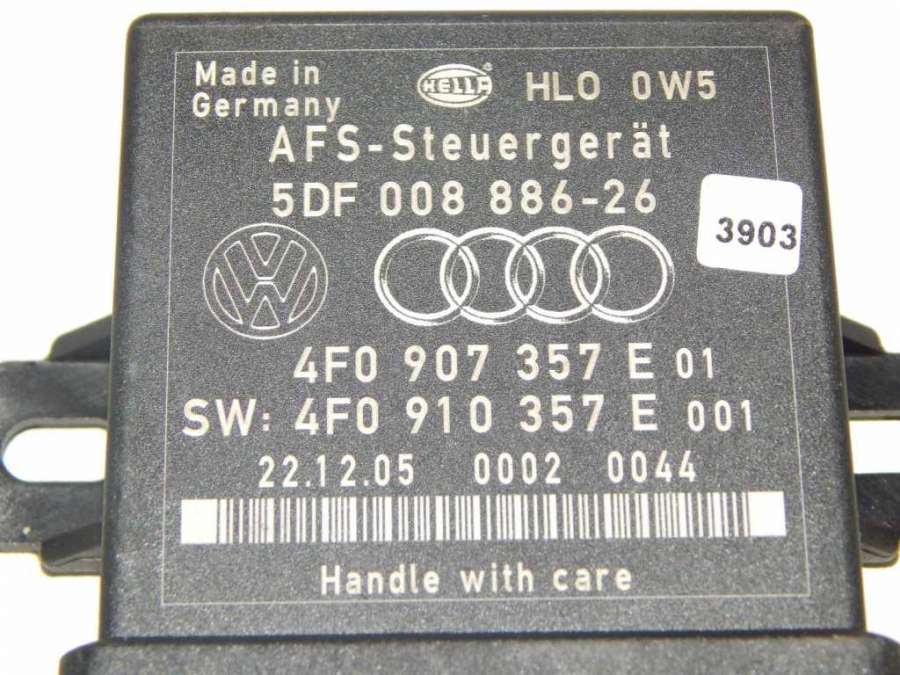 Made in
Germany
HELLA
® HLO 0W5
AFS-Steuergerät
5DF 008 886-26
3903
4F0 907 357 E 01
SW: 4F0 910 357 E 001
22.12.05 0002 0044
Handle with care